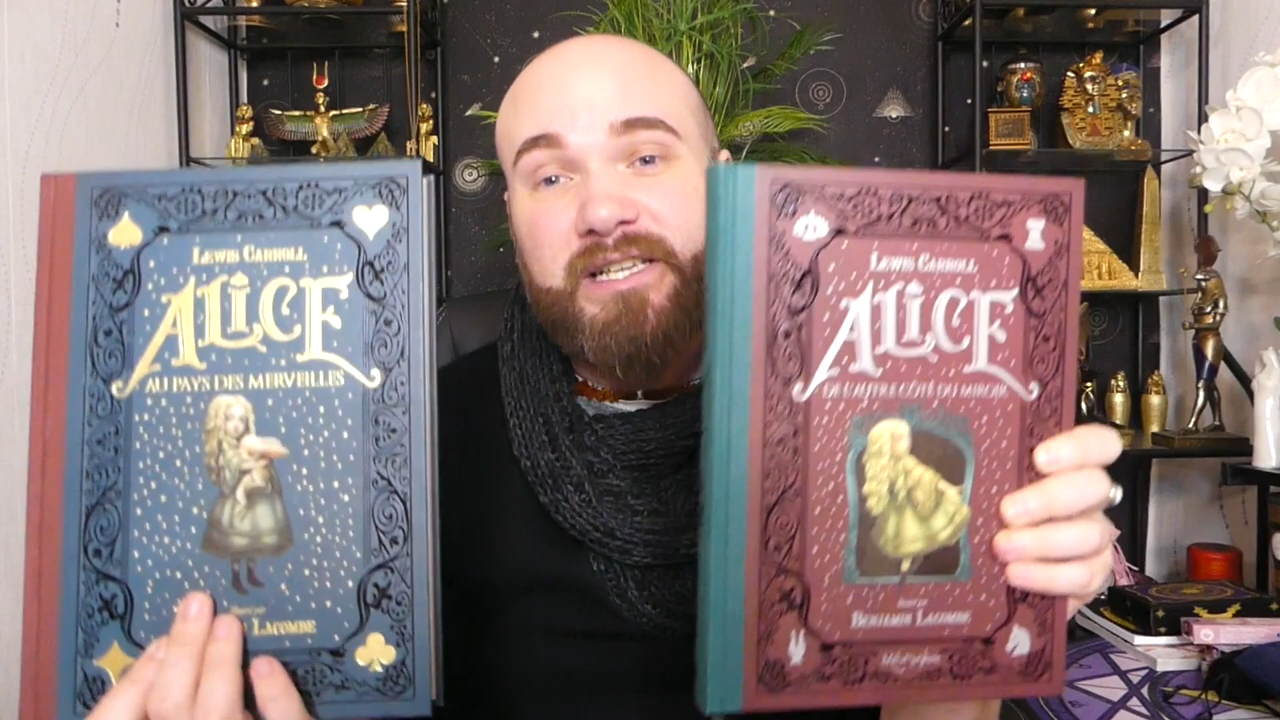 LEWIS CARROLL
ALICE
AU PAYS DES MERVEILLES
LACOMBE
LEWIS CARROLL
ALICE
DE L'AUTRE CÔTÉ DU MIROIR
BENJAMIN LACOMBE